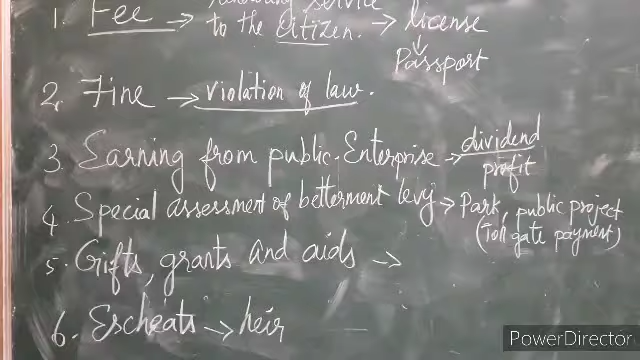 1. Fee → rendering service
to the citizen. → license
↓
Passport
2. Fine → violation of law.
3. Earning from public Enterprise → dividend
profit
4. Special assessment of betterment levy → Park, public project
(Toll gate payment)
5. Gifts, grants and aids →
6. Escheats → heir
PowerDirector